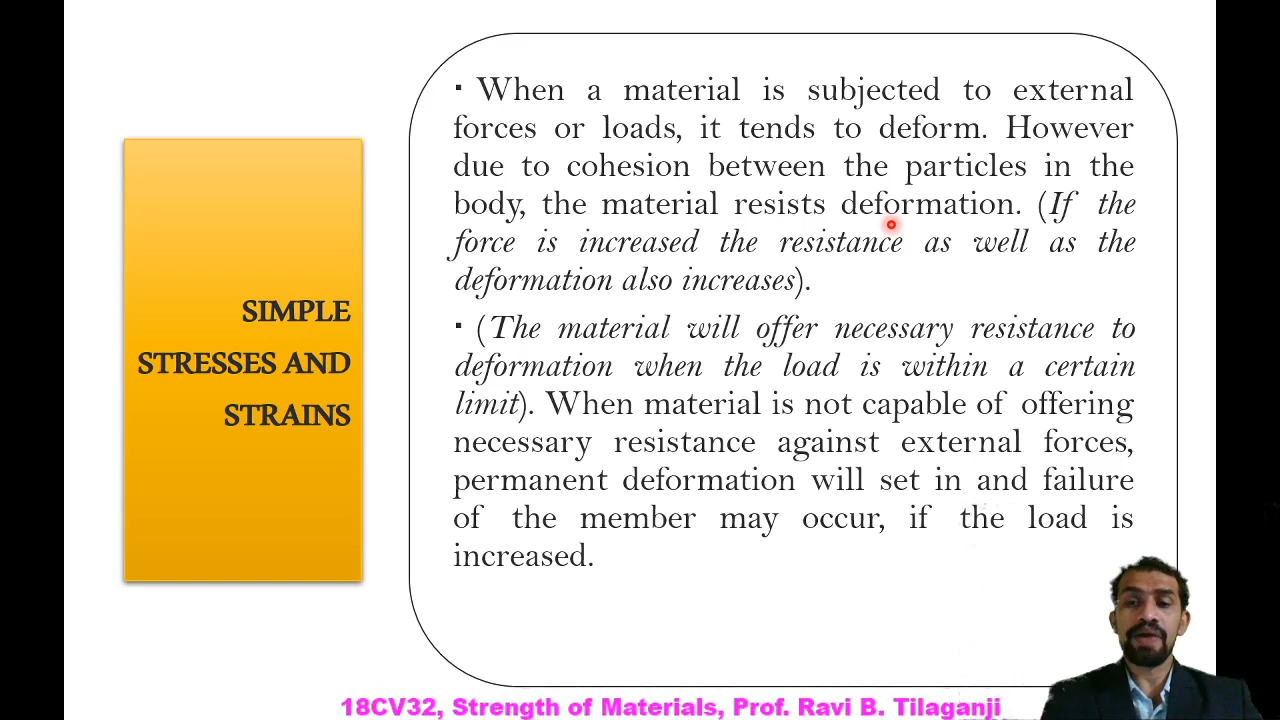 SIMPLE
STRESSES AND
STRAINS
▪ When a material is subjected to external
forces or loads, it tends to deform. However
due to cohesion between the particles in the
body, the material resists deformation. (If the
force is increased the resistance as well as the
deformation also increases).
▪ (The material will offer necessary resistance to
deformation when the load is within a certain
limit). When material is not capable of offering
necessary resistance against external forces,
permanent deformation will set in and failure
of the member may occur, if the load is
increased.
18CV32, Strength of Materials, Prof. Ravi B. Tilaganji